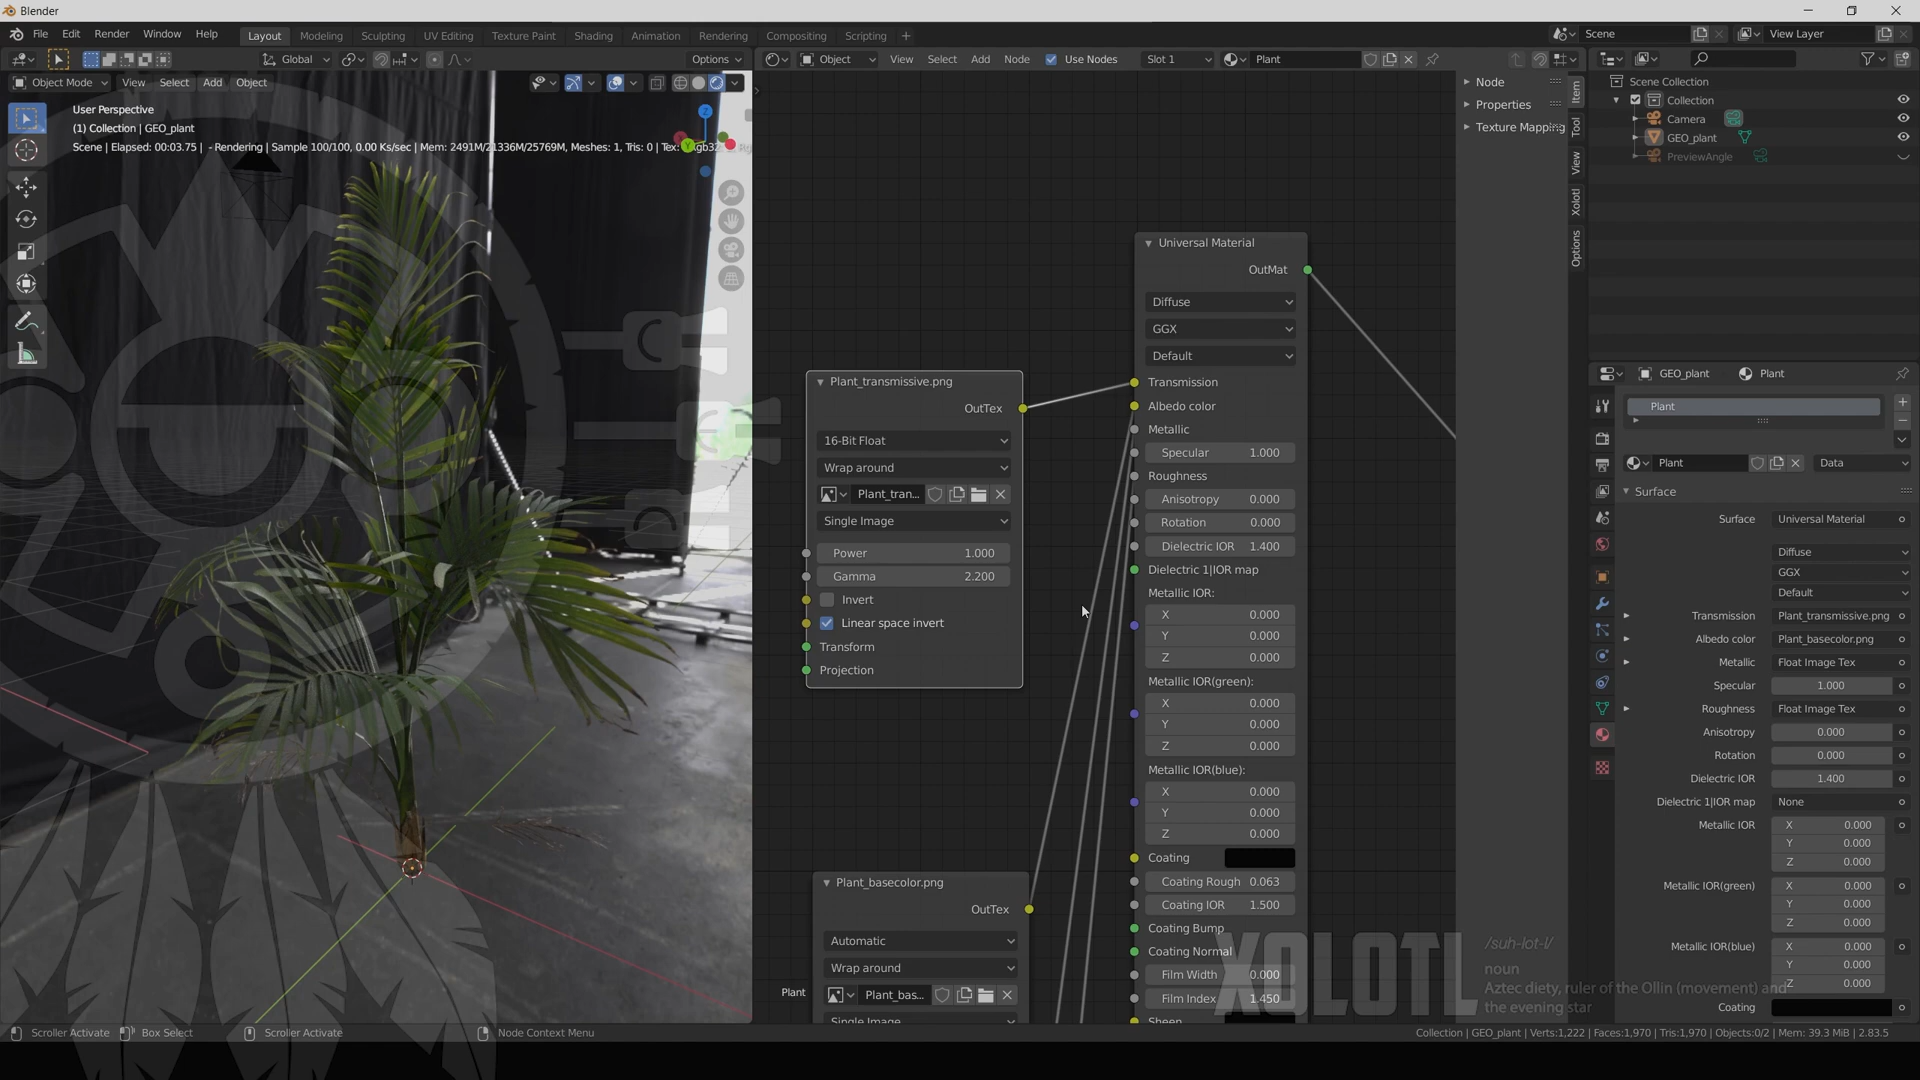 Blender
File Edit Render Window Help
Layout Modeling Sculpting UV Editing Texture Paint Shading Animation Rendering Compositing Scripting +
Scene
View Layer
Global
Options
Object
View Select Add Node Use Nodes
Slot 1
Plant
Object Mode View Select Add Object
User Perspective
(1) Collection | GEO_plant
Scene | Elapsed: 00:03.75 | - Rendering | Sample 100/100, 0.00 Ks/sec | Mem: 2491M/21336M/25769M, Meshes: 1, Tris: 0 | Tex:
Z
Y
Node
Properties
Texture Mapping
Item
Tool
View
Xolotl
Options
Scene Collection
Collection
Camera
GEO_plant
PreviewAngle
Plant_transmissive.png
OutTex
16-Bit Float
Wrap around
Plant_tran...
Single Image
Power 1.000
Gamma 2.200
Invert
Linear space invert
Transform
Projection
Plant_basecolor.png
OutTex
Automatic
Wrap around
Plant_bas...
Single Image
Plant
Universal Material
OutMat
Diffuse
GGX
Default
Transmission
Albedo color
Metallic
Specular 1.000
Roughness
Anisotropy 0.000
Rotation 0.000
Dielectric IOR 1.400
Dielectric 1|IOR map
Metallic IOR:
X 0.000
Y 0.000
Z 0.000
Metallic IOR(green):
X 0.000
Y 0.000
Z 0.000
Metallic IOR(blue):
X 0.000
Y 0.000
Z 0.000
Coating
Coating Rough 0.063
Coating IOR 1.500
Coating Bump
Coating Normal
Film Width 0.000
Film Index 1.450
Sheen
GEO_plant Plant
Plant
Plant Data
Surface
Surface Universal Material
Diffuse
GGX
Default
Transmission Plant_transmissive.png
Albedo color Plant_basecolor.png
Metallic Float Image Tex
Specular 1.000
Roughness Float Image Tex
Anisotropy 0.000
Rotation 0.000
Dielectric IOR 1.400
Dielectric 1|IOR map None
Metallic IOR X 0.000
Y 0.000
Z 0.000
Metallic IOR(green) X 0.000
Y 0.000
Z 0.000
Metallic IOR(blue) X 0.000
Y 0.000
Z 0.000
Coating
XOLOTL
/suh-lot-l/
noun
Aztec diety, ruler of the Ollin (movement) and
the evening star
Scroller Activate Box Select Scroller Activate Node Context Menu
Collection | GEO_plant | Verts:1,222 | Faces:1,970 | Tris:1,970 | Objects:0/2 | Mem: 39.3 MiB | 2.83.5